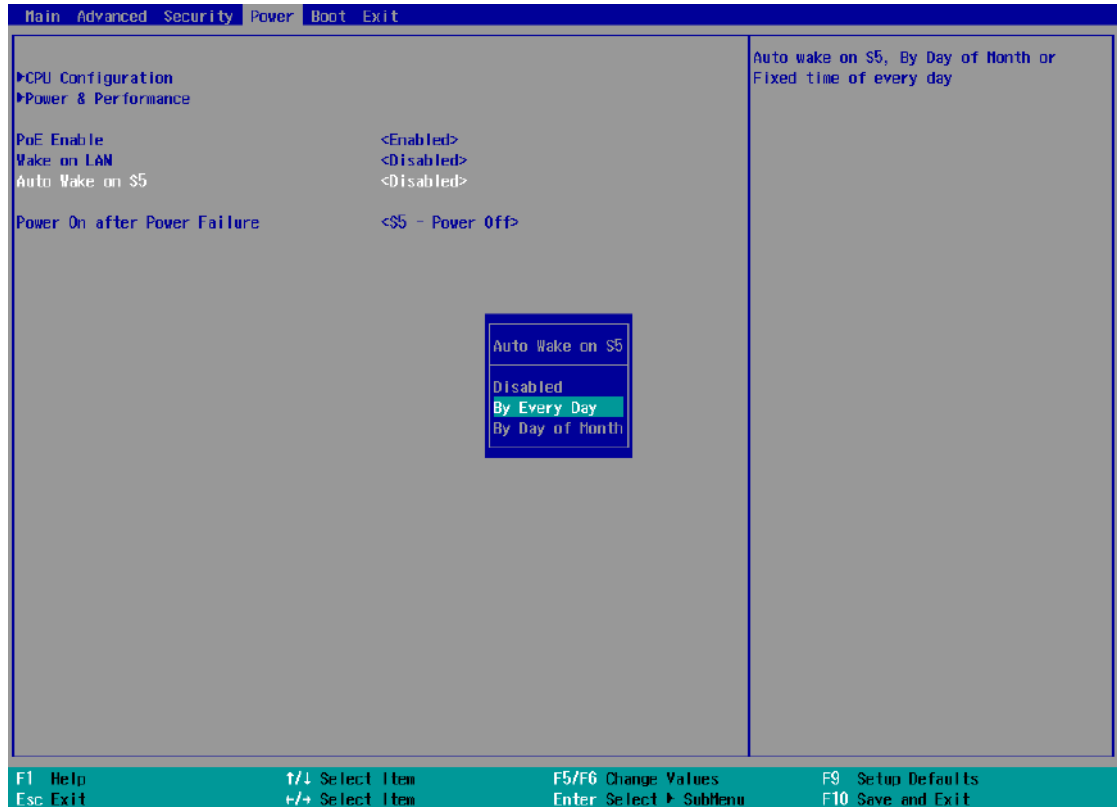 Main Advanced Security Power Boot Exit
▶CPU Configuration
▶Power & Performance
PoE Enable <Enabled>
Wake on LAN <Disabled>
Auto Wake on S5 <Disabled>
Power On after Power Failure <S5 - Power Off>
Auto wake on S5, By Day of Month or
Fixed time of every day
Auto Wake on S5
Disabled
By Every Day
By Day of Month
F1 Help ↑/↓ Select Item F5/F6 Change Values F9 Setup Defaults
Esc Exit ←/→ Select Item Enter Select ▶ SubMenu F10 Save and Exit